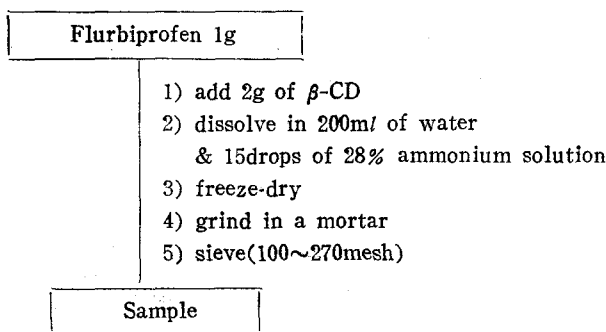 Flurbiprofen 1g
1) add 2g of β-CD
2) dissolve in 200ml of water
& 15drops of 28% ammonium solution
3) freeze-dry
4) grind in a mortar
5) sieve(100~270mesh)
Sample